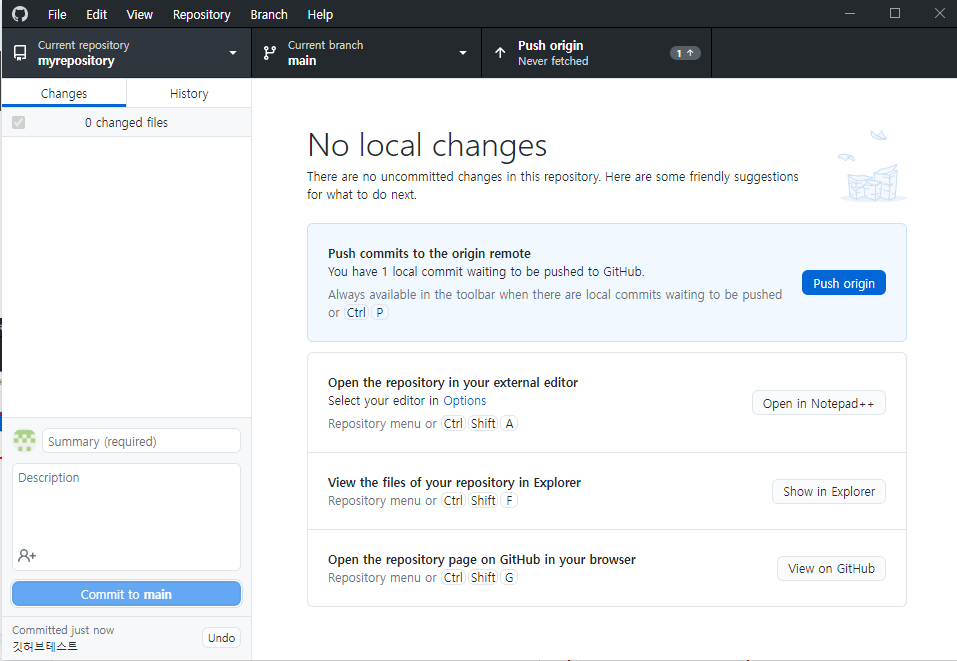 File Edit View Repository Branch Help
Current repository
myrepository
Current branch
main
Push origin
Never fetched
1
Changes History
0 changed files
No local changes
There are no uncommitted changes in this repository. Here are some friendly suggestions
for what to do next.
Push commits to the origin remote
You have 1 local commit waiting to be pushed to GitHub.
Always available in the toolbar when there are local commits waiting to be pushed
or Ctrl P
Push origin
Open the repository in your external editor
Select your editor in Options
Repository menu or Ctrl Shift A
Open in Notepad++
View the files of your repository in Explorer
Repository menu or Ctrl Shift F
Show in Explorer
Open the repository page on GitHub in your browser
Repository menu or Ctrl Shift G
View on GitHub
Summary (required)
Description
Commit to main
Committed just now
깃허브테스트
Undo